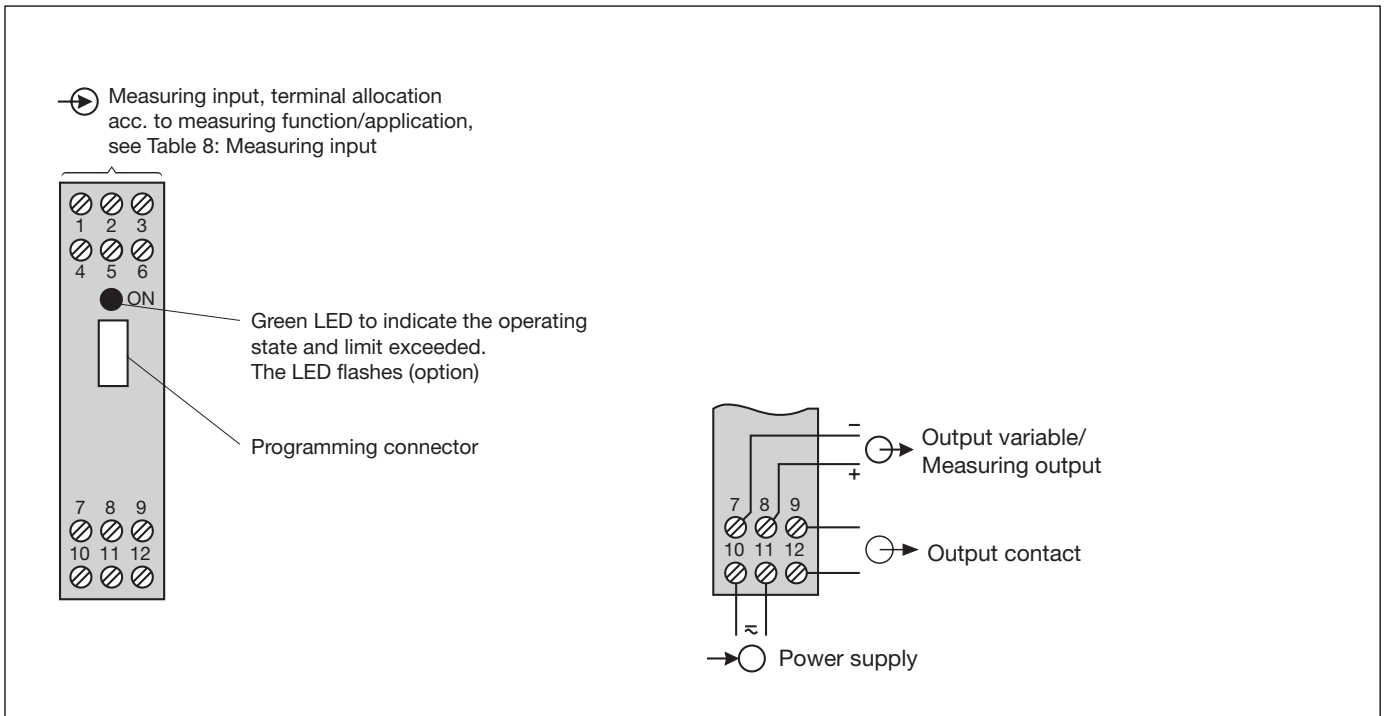 Measuring input, terminal allocation
acc. to measuring function/application,
see Table 8: Measuring input
1 2 3
4 5 6
ON
Green LED to indicate the operating
state and limit exceeded.
The LED flashes (option)
Programming connector
7 8 9
10 11 12
–
Output variable/
Measuring output
+
7 8 9
10 11 12
Output contact
Power supply